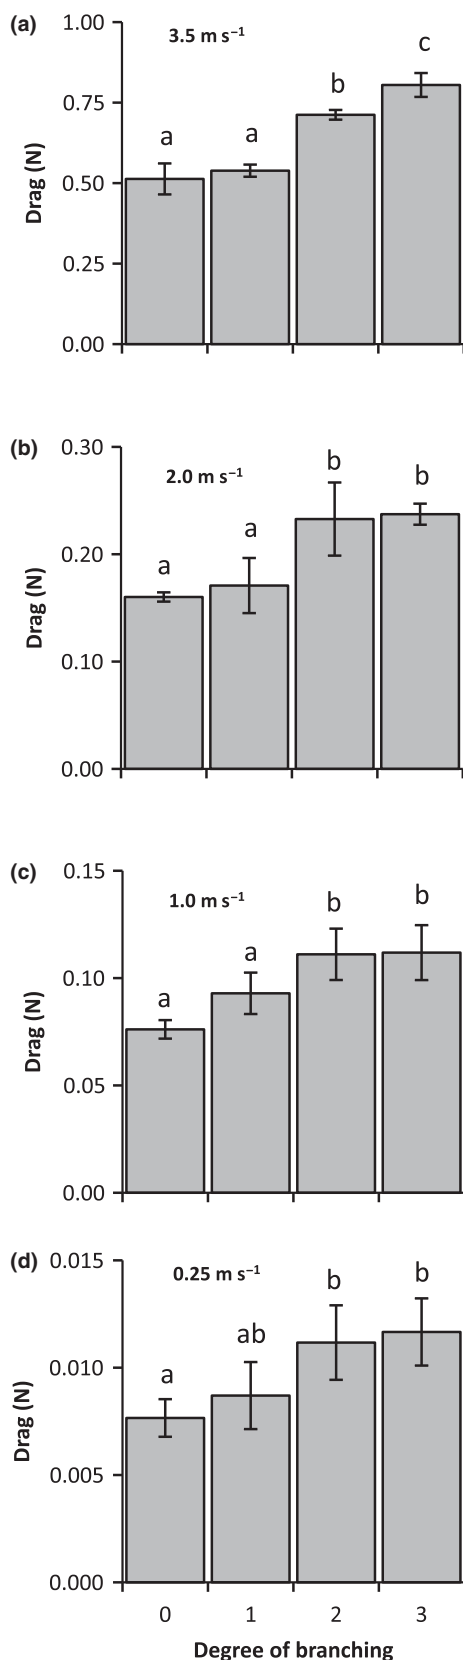 (a)
3.5 m s⁻¹
1.00
0.75
0.50
0.25
0.00
Drag (N)
a
a
b
c
(b)
2.0 m s⁻¹
0.30
0.20
0.10
0.00
Drag (N)
a
a
b
b
(c)
1.0 m s⁻¹
0.15
0.10
0.05
0.00
Drag (N)
a
a
b
b
(d)
0.25 m s⁻¹
0.015
0.010
0.005
0.000
Drag (N)
a
ab
b
b
0 1 2 3
Degree of branching